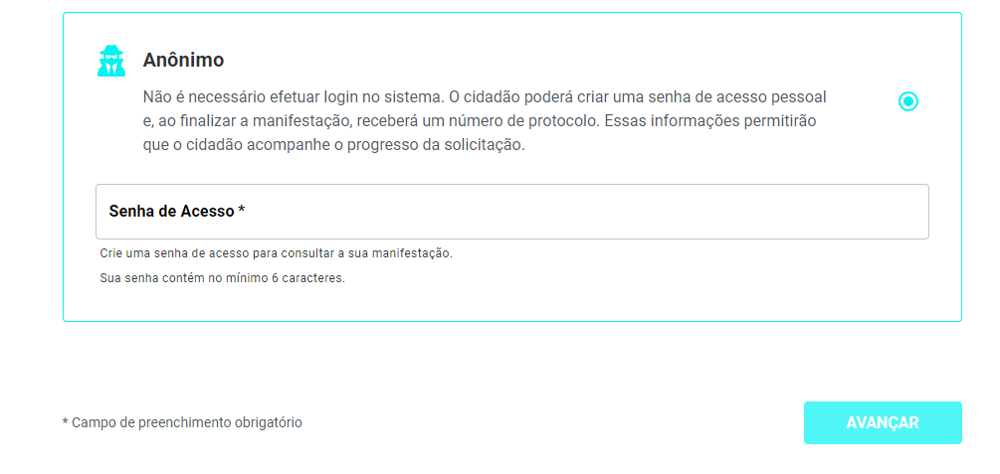 Anônimo
Não é necessário efetuar login no sistema. O cidadão poderá criar uma senha de acesso pessoal
e, ao finalizar a manifestação, receberá um número de protocolo. Essas informações permitirão
que o cidadão acompanhe o progresso da solicitação.
Senha de Acesso *
Crie uma senha de acesso para consultar a sua manifestação.
Sua senha contém no mínimo 6 caracteres.
* Campo de preenchimento obrigatório
AVANÇAR